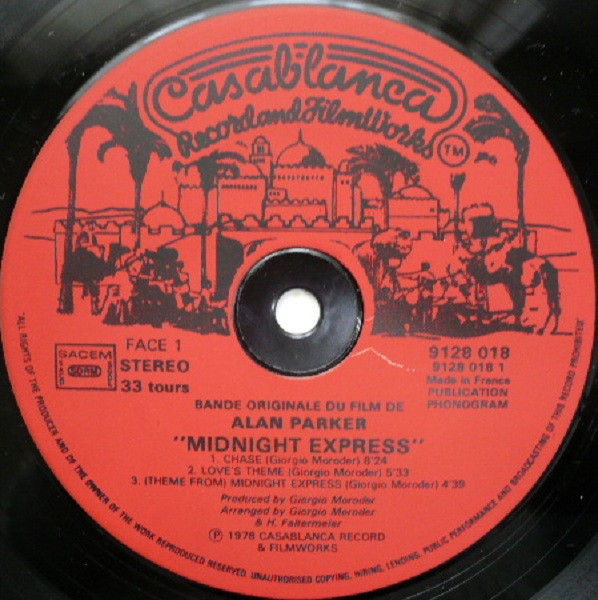 Casablanca
Record and FilmWorks
TM
FACE 1
STEREO
33 tours
SACEM
SDRM
9128 018
9128 018 1
Made in France
PUBLICATION
PHONOGRAM
BANDE ORIGINALE DU FILM DE
ALAN PARKER
"MIDNIGHT EXPRESS"
1. CHASE (Giorgio Moroder) 8'24
2. LOVE'S THEME (Giorgio Moroder) 5'33
3. (THEME FROM) MIDNIGHT EXPRESS (Giorgio Moroder) 4'39
Produced by Giorgio Moroder
Arranged by Giorgio Moroder
& H. Faltermeier
℗ 1978 CASABLANCA RECORD
& FILMWORKS
"ALL RIGHTS OF THE PRODUCER AND OF THE OWNER OF THE WORK REPRODUCED RESERVED. UNAUTHORISED COPYING, HIRING, LENDING, PUBLIC PERFORMANCE AND BROADCASTING OF THIS RECORD PROHIBITED"